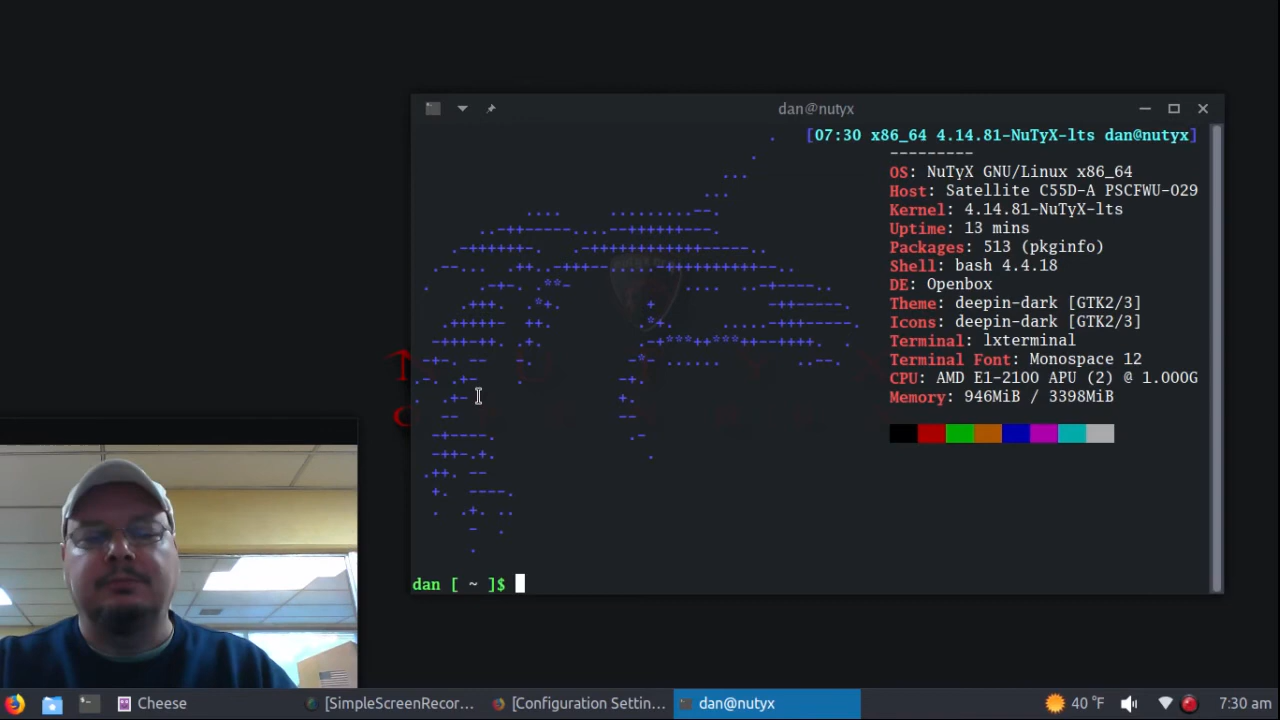 dan@nutyx
[07:30 x86_64 4.14.81-NuTyX-lts dan@nutyx]
---------
OS: NuTyX GNU/Linux x86_64
Host: Satellite C55D-A PSCFWU-029
Kernel: 4.14.81-NuTyX-lts
Uptime: 13 mins
Packages: 513 (pkginfo)
Shell: bash 4.4.18
DE: Openbox
Theme: deepin-dark [GTK2/3]
Icons: deepin-dark [GTK2/3]
Terminal: lxterminal
Terminal Font: Monospace 12
CPU: AMD E1-2100 APU (2) @ 1.000G
Memory: 946MiB / 3398MiB
dan [ ~ ]$
Cheese
[SimpleScreenRecor...
[Configuration Settin...
dan@nutyx
40 °F
7:30 am